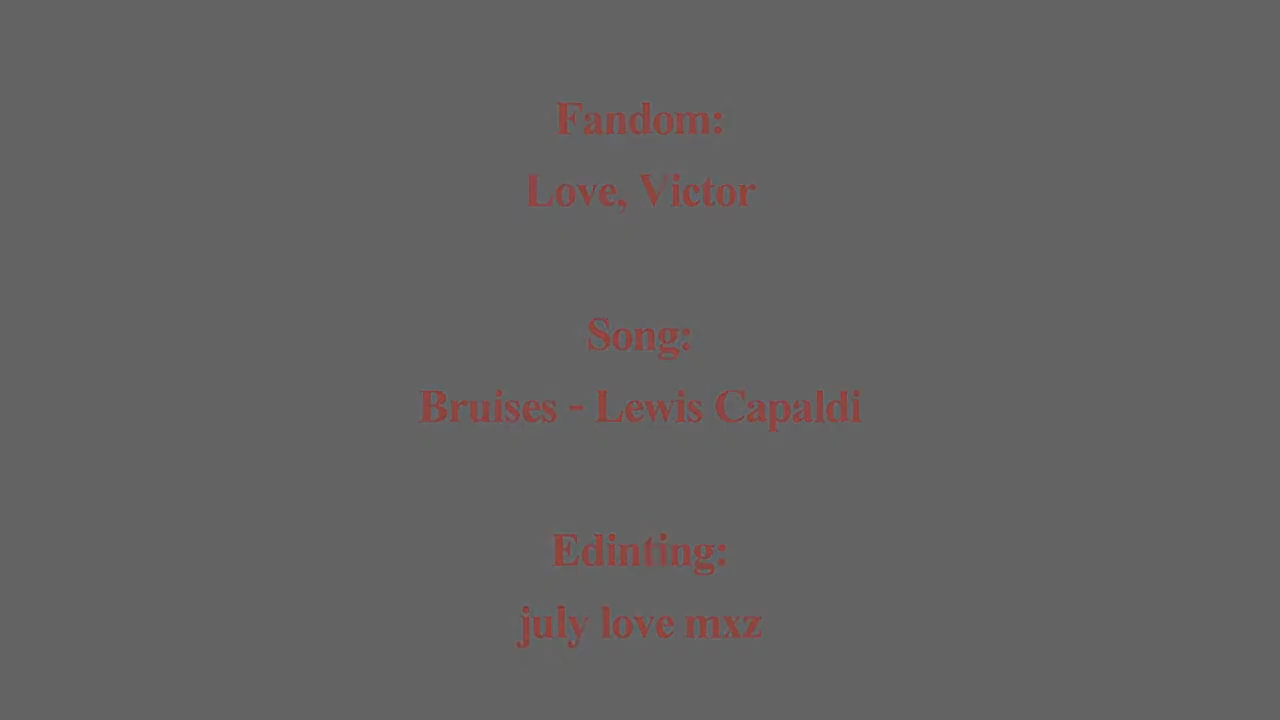 Fandom:
Love, Victor
Song:
Bruises - Lewis Capaldi
Edinting:
july love mxz